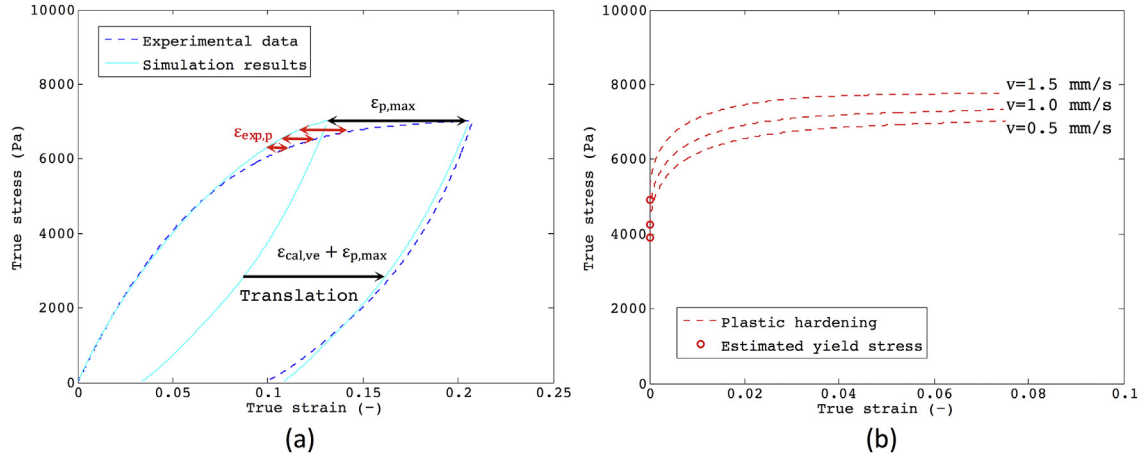 10000
8000
6000
4000
2000
0
True stress (Pa)
Experimental data
Simulation results
εp,max
εexp,p
εcal,ve + εp,max
Translation
0 0.05 0.1 0.15 0.2 0.25
True strain (-)
(a)
10000
8000
6000
4000
2000
0
True stress (Pa)
v=1.5 mm/s
v=1.0 mm/s
v=0.5 mm/s
Plastic hardening
Estimated yield stress
0 0.02 0.04 0.06 0.08 0.1
True strain (-)
(b)